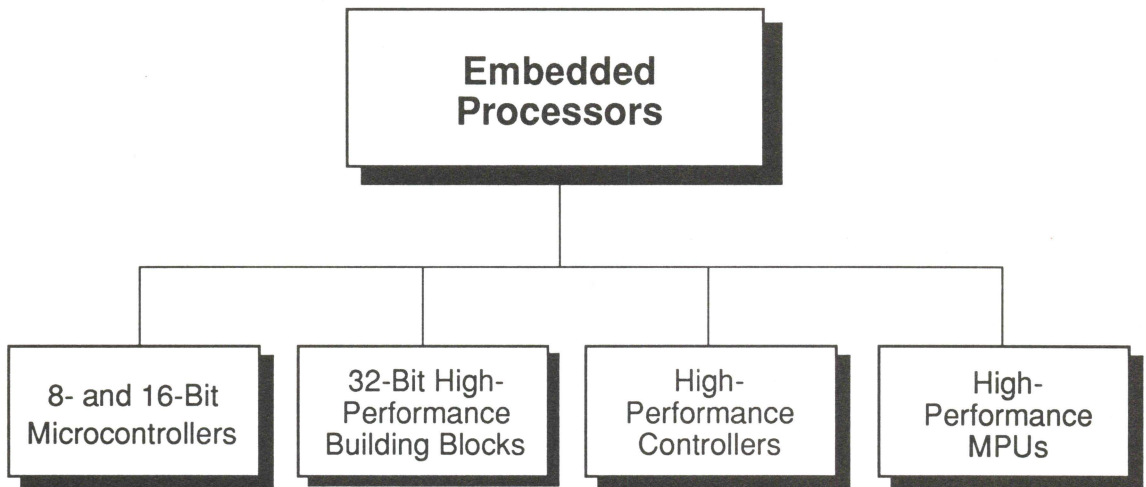 Embedded
Processors
8- and 16-Bit
Microcontrollers
32-Bit High-
Performance
Building Blocks
High-
Performance
Controllers
High-
Performance
MPUs